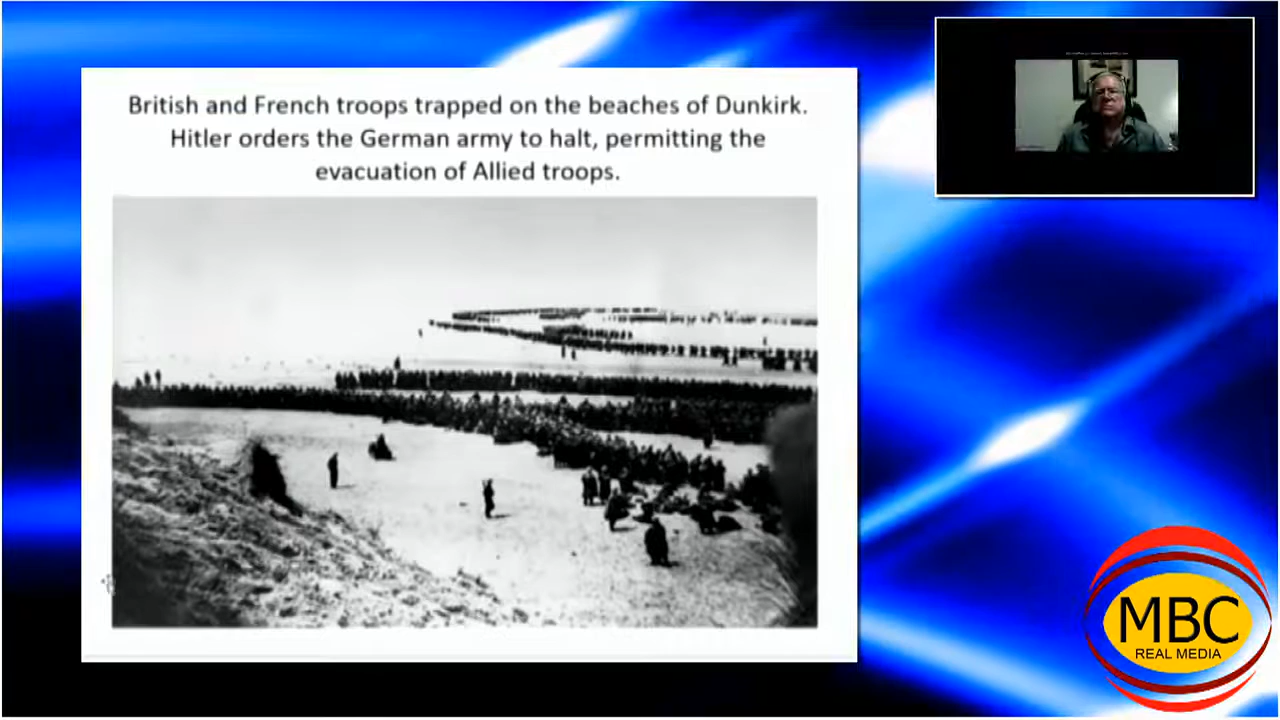 British and French troops trapped on the beaches of Dunkirk.
Hitler orders the German army to halt, permitting the
evacuation of Allied troops.
MBC
REAL MEDIA